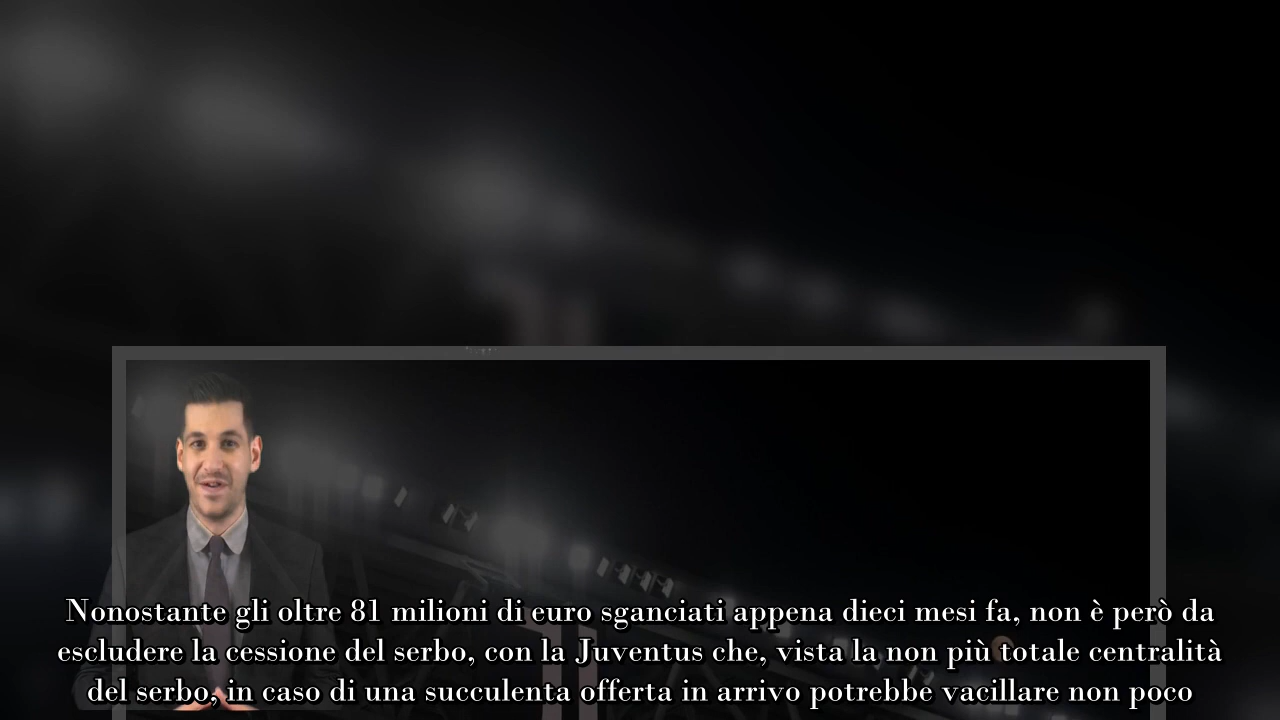 Nonostante gli oltre 81 milioni di euro sganciati appena dieci mesi fa, non è però da
escludere la cessione del serbo, con la Juventus che, vista la non più totale centralità
del serbo, in caso di una succulenta offerta in arrivo potrebbe vacillare non poco